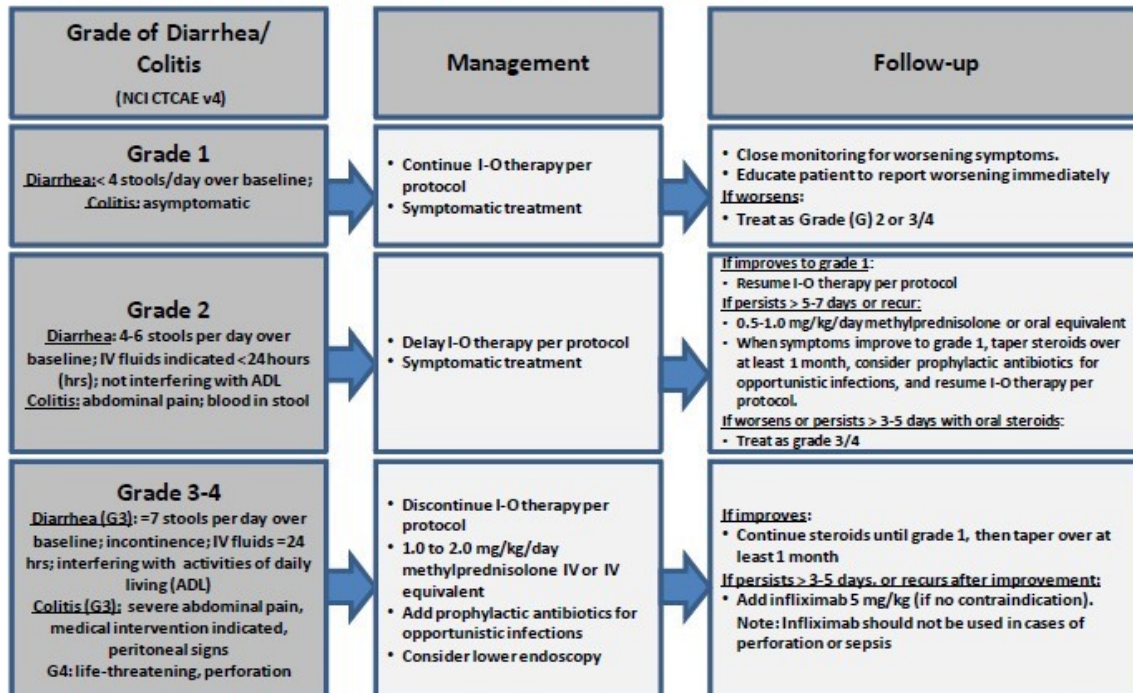 Grade of Diarrhea/
Colitis
(NCI CTCAE v4)
Management
Follow-up
Grade 1
Diarrhea:< 4 stools/day over baseline;
Colitis: asymptomatic
• Continue I-O therapy per
protocol
• Symptomatic treatment
• Close monitoring for worsening symptoms.
• Educate patient to report worsening immediately
If worsens:
• Treat as Grade (G) 2 or 3/4
Grade 2
Diarrhea: 4-6 stools per day over
baseline; IV fluids indicated <24 hours
(hrs); not interfering with ADL
Colitis: abdominal pain; blood in stool
• Delay I-O therapy per protocol
• Symptomatic treatment
If improves to grade 1:
• Resume I-O therapy per protocol
If persists > 5-7 days or recur:
• 0.5-1.0 mg/kg/day methylprednisolone or oral equivalent
• When symptoms improve to grade 1, taper steroids over
at least 1 month, consider prophylactic antibiotics for
opportunistic infections, and resume I-O therapy per
protocol.
If worsens or persists > 3-5 days with oral steroids:
• Treat as grade 3/4
Grade 3-4
Diarrhea (G3): =7 stools per day over
baseline; incontinence; IV fluids =24
hrs; interfering with activities of daily
living (ADL)
Colitis (G3): severe abdominal pain,
medical intervention indicated,
peritoneal signs
G4: life-threatening, perforation
• Discontinue I-O therapy per
protocol
• 1.0 to 2.0 mg/kg/day
methylprednisolone IV or IV
equivalent
• Add prophylactic antibiotics for
opportunistic infections
• Consider lower endoscopy
If improves:
• Continue steroids until grade 1, then taper over at
least 1 month
If persists > 3-5 days. or recurs after improvement:
• Add infliximab 5 mg/kg (if no contraindication).
Note: Infliximab should not be used in cases of
perforation or sepsis